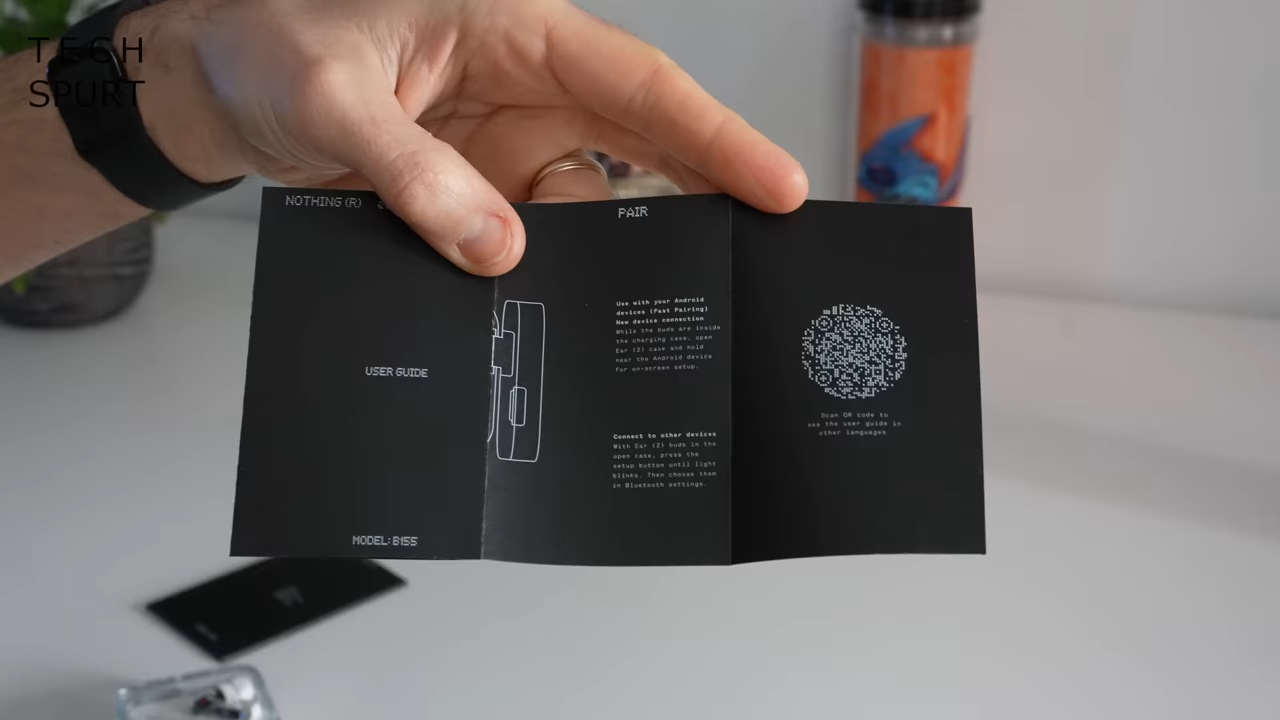 TECH
SPURT
NOTHING (R)
USER GUIDE
MODEL: B155
PAIR
Use with your Android
devices (Fast Pairing)
New device connection
While the buds are inside
the charging case, open
Ear (2) case and hold
near the Android device
for on-screen setup.
Connect to other devices
With Ear (2) buds in the
open case, press the
setup button until light
blinks. Then choose them
in Bluetooth settings.
Scan QR code to
see the user guide in
other languages